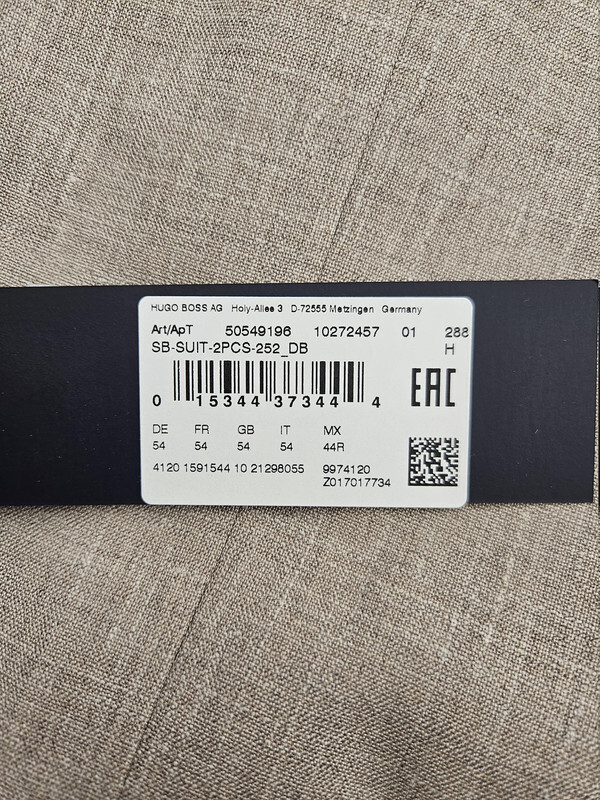 HUGO BOSS AG Holy-Allee 3 D-72555 Metzingen Germany
Art/ApT 50549196 10272457 01 288
SB-SUIT-2PCS-252_DB H
0 15344 37344 4
EAC
DE FR GB IT MX
54 54 54 54 44R
4120 1591544 10 21298055 9974120
Z017017734